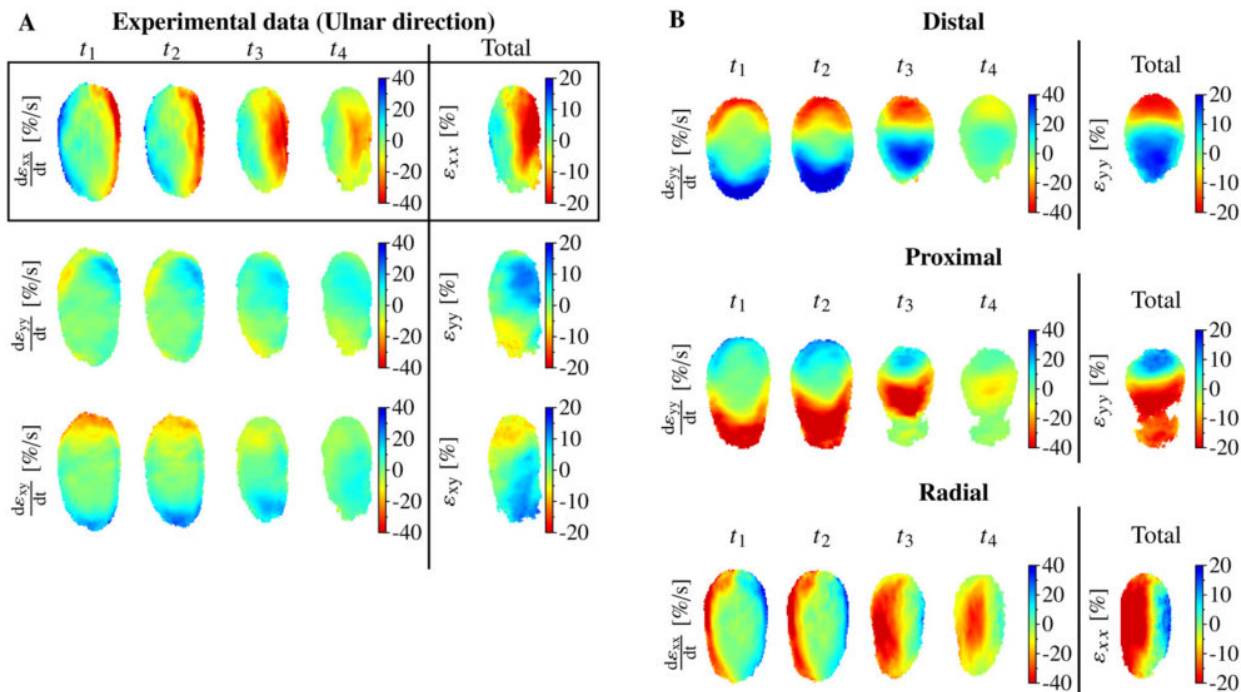 A
Experimental data (Ulnar direction)
t1 t2 t3 t4 Total
dεxx/dt [%/s]
40
20
0
-20
-40
εxx [%]
20
10
0
-10
-20
dεyy/dt [%/s]
40
20
0
-20
-40
εyy [%]
20
10
0
-10
-20
dεxy/dt [%/s]
40
20
0
-20
-40
εxy [%]
20
10
0
-10
-20
B
Distal
t1 t2 t3 t4 Total
dεyy/dt [%/s]
40
20
0
-20
-40
εyy [%]
20
10
0
-10
-20
Proximal
t1 t2 t3 t4 Total
dεyy/dt [%/s]
40
20
0
-20
-40
εyy [%]
20
10
0
-10
-20
Radial
t1 t2 t3 t4 Total
dεxx/dt [%/s]
40
20
0
-20
-40
εxx [%]
20
10
0
-10
-20